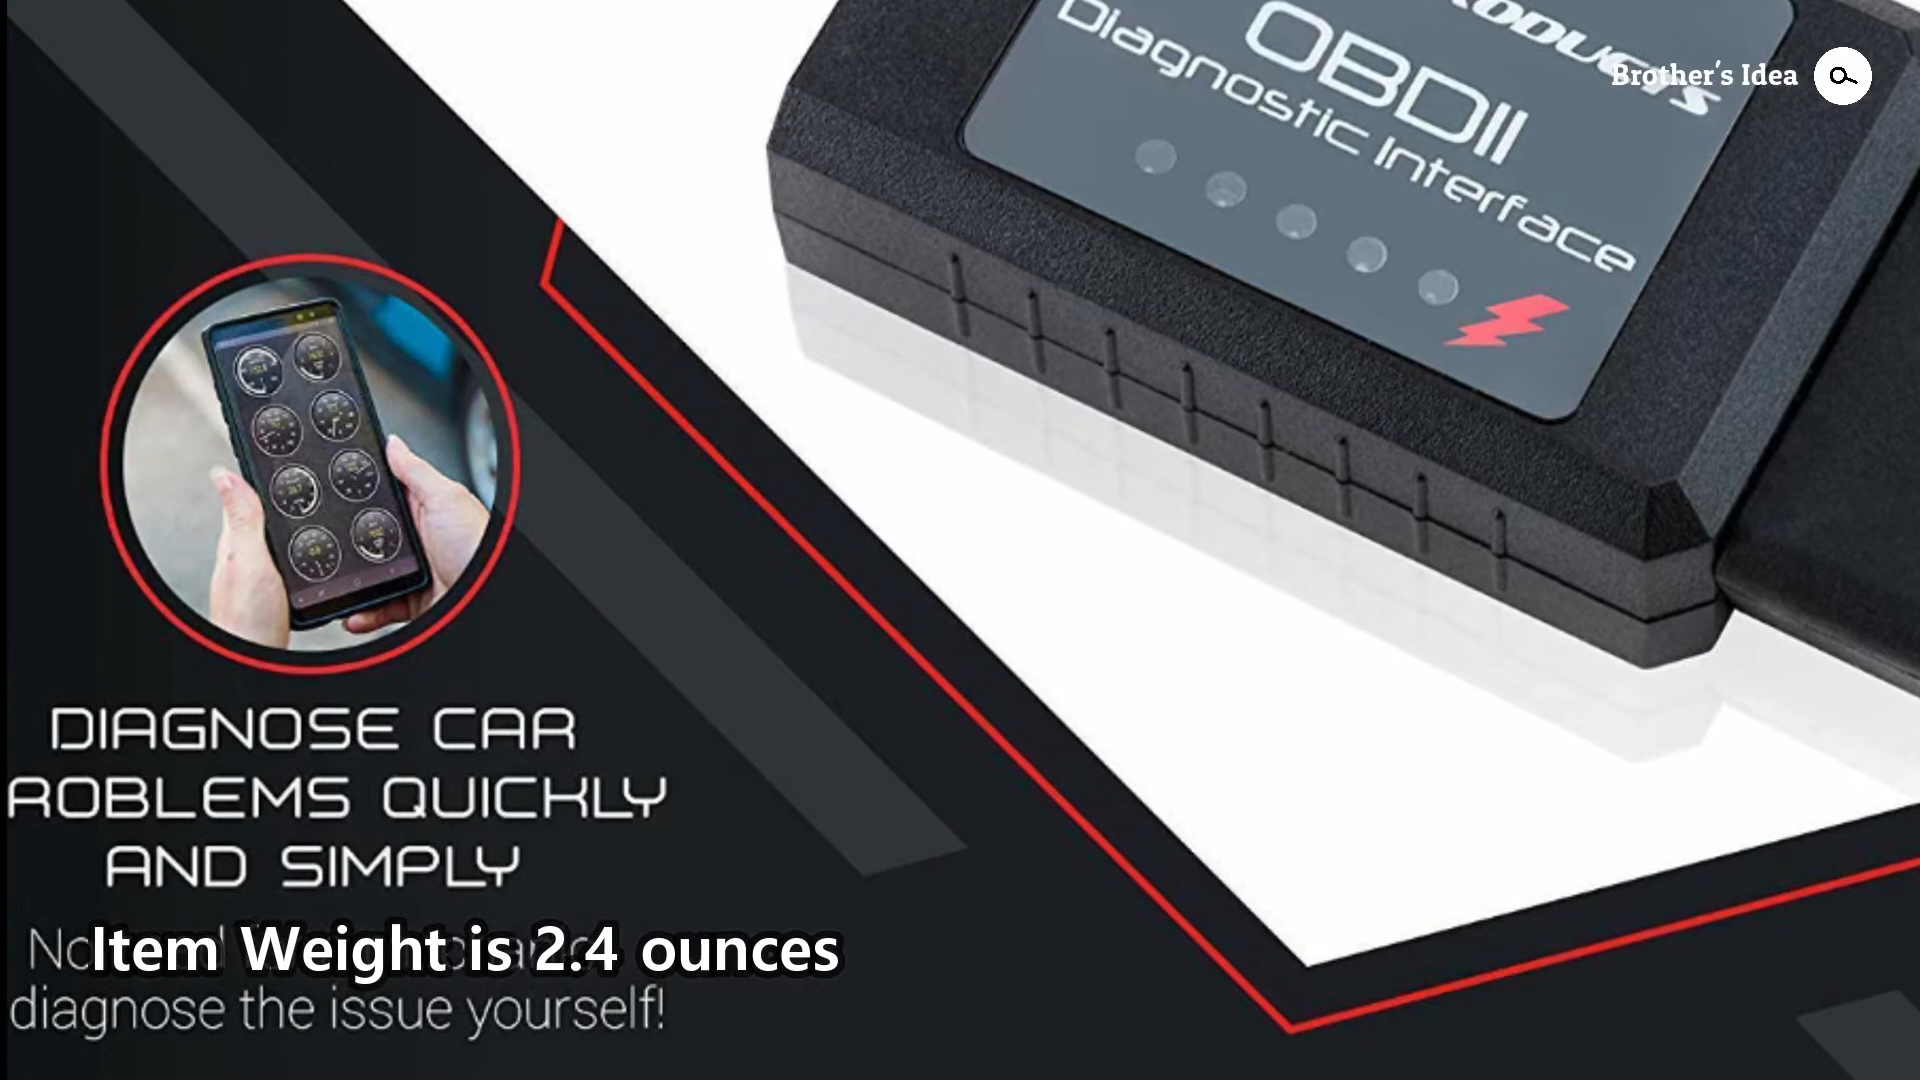 OBDII
Diagnostic Interface
Brother's Idea
DIAGNOSE CAR
ROBLEMS QUICKLY
AND SIMPLY
Item Weight is 2.4 ounces
diagnose the issue yourself!